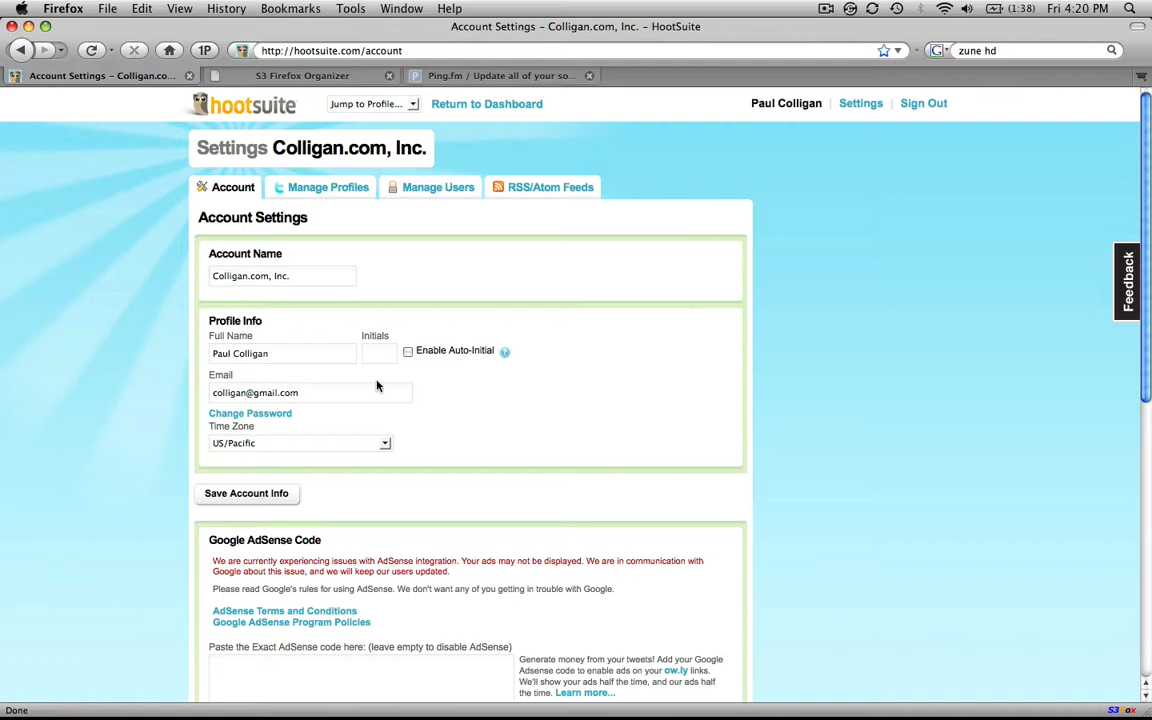 Firefox File Edit View History Bookmarks Tools Window Help (1:38) Fri 4:20 PM
Account Settings - Colligan.com, Inc. - HootSuite
1P http://hootsuite.com/account zune hd
Account Settings - Colligan.co... S3 Firefox Organizer Ping.fm / Update all of your so...
hootsuite Jump to Profile... Return to Dashboard Paul Colligan Settings Sign Out
Settings Colligan.com, Inc.
Account Manage Profiles Manage Users RSS/Atom Feeds
Account Settings
Account Name
Colligan.com, Inc.
Profile Info
Full Name Initials
Paul Colligan Enable Auto-Initial
Email
colligan@gmail.com
Change Password
Time Zone
US/Pacific
Save Account Info
Google AdSense Code
We are currently experiencing issues with AdSense integration. Your ads may not be displayed. We are in communication with
Google about this issue, and we will keep our users updated.
Please read Google's rules for using AdSense. We don't want any of you getting in trouble with Google.
AdSense Terms and Conditions
Google AdSense Program Policies
Paste the Exact AdSense code here: (leave empty to disable AdSense)
Generate money from your tweets! Add your Google
Adsense code to enable ads on your ow.ly links.
We'll show your ads half the time, and our ads half
the time. Learn more...
Feedback
Done S3Fox